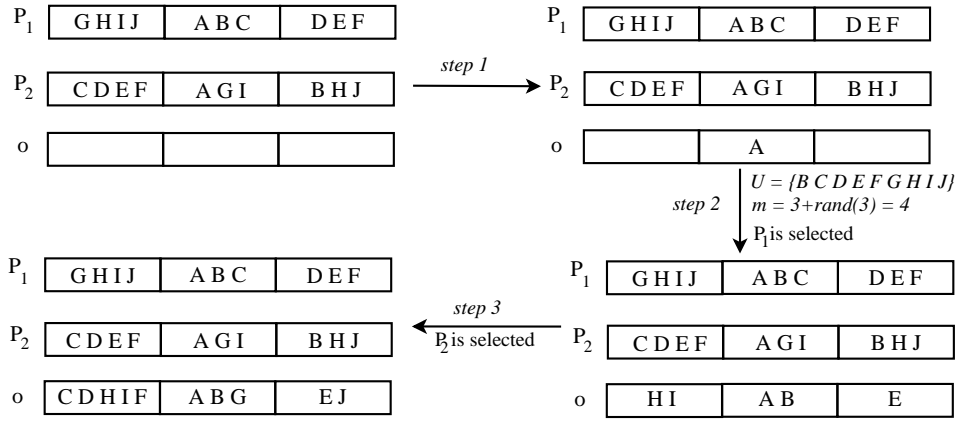 P1 GHIJ ABC DEF
P2 CDEF AGI BHJ
o
step 1
P1 GHIJ ABC DEF
P2 CDEF AGI BHJ
o A
step 2
U = {B C D E F G H I J}
m = 3+rand(3) = 4
P1 is selected
P1 GHIJ ABC DEF
P2 CDEF AGI BHJ
o HI AB E
step 3
P2 is selected
P1 GHIJ ABC DEF
P2 CDEF AGI BHJ
o CDHIF ABG EJ